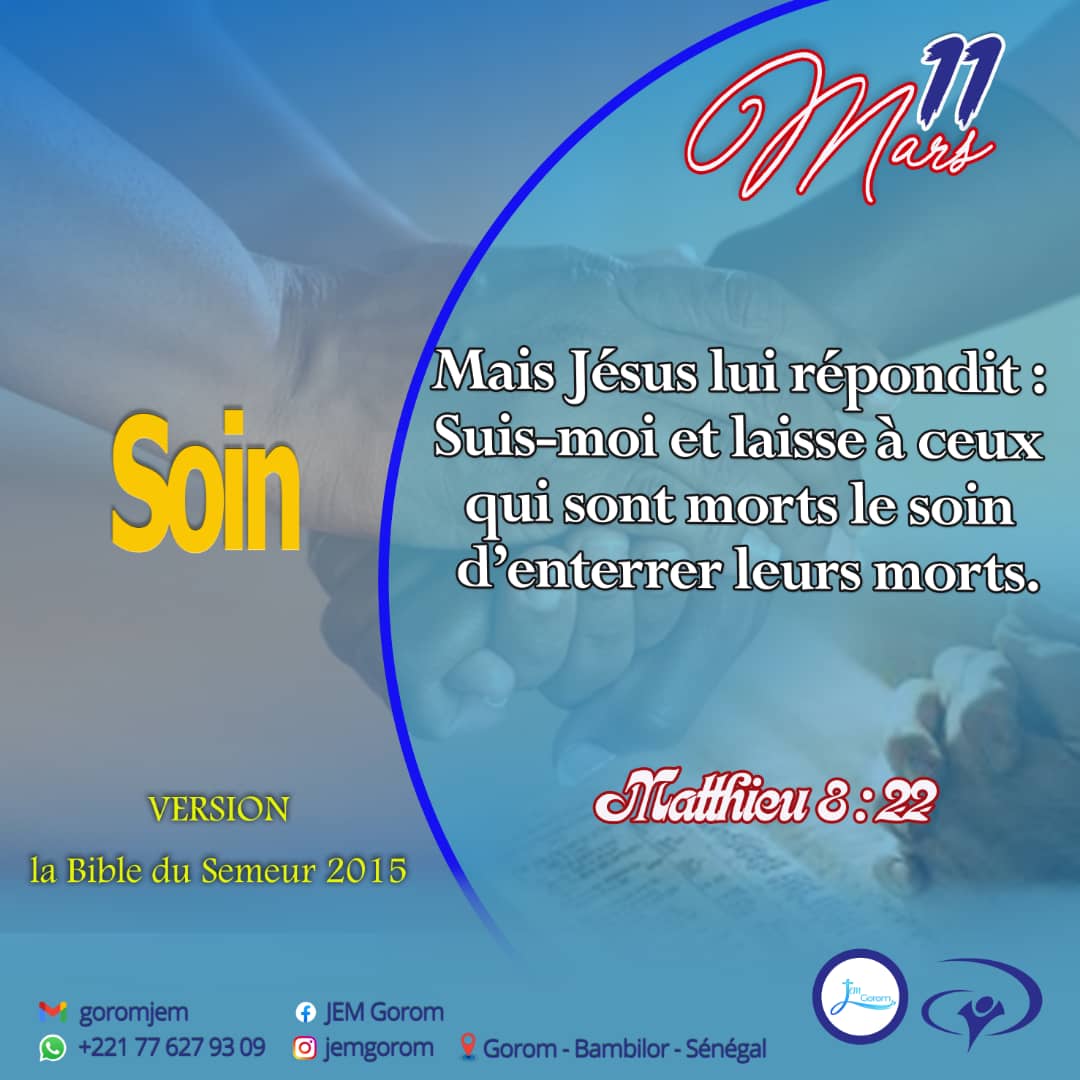 11
Mars
Mais Jésus lui répondit :
Suis-moi et laisse à ceux
qui sont morts le soin
d’enterrer leurs morts.
Soin
Matthieu 8 : 22
VERSION
la Bible du Semeur 2015
goromjem
JEM Gorom
+221 77 627 93 09
jemgorom
Gorom - Bambilor - Sénégal
JEM
Gorom